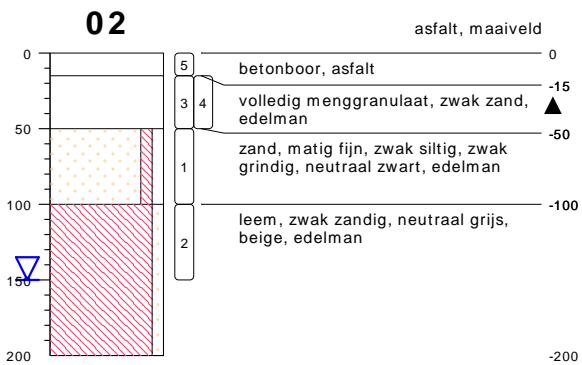 02
asfalt, maaiveld
0
50
100
150
200
5
3
4
1
2
betonboor, asfalt
volledig menggranulaat, zwak zand,
edelman
zand, matig fijn, zwak siltig, zwak
grindig, neutraal zwart, edelman
leem, zwak zandig, neutraal grijs,
beige, edelman
0
-15
-50
-100
-200